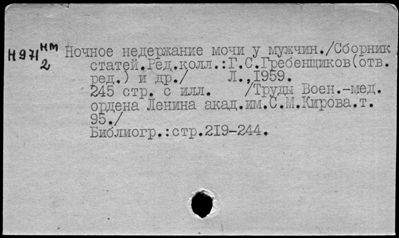 Н971 нт
2
Ночное недержание мочи у мужчин./Сборник
статей.Ред.колл.:Г.С.Гребенщиков(отв.
ред.) и др./ Л.,1959.
245 стр. с илл. /Труды Воен.-мед.
ордена Ленина акад.им.С.М.Кирова.т.
95./
Библиогр.:стр.219-244.